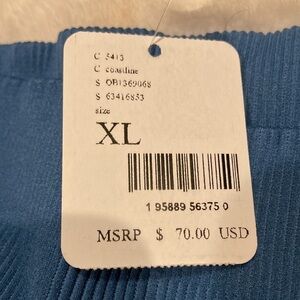 C 5413
C coastline
S OB1369068
S 63416853
size
XL
1 95889 56375 0
MSRP $ 70.00 USD